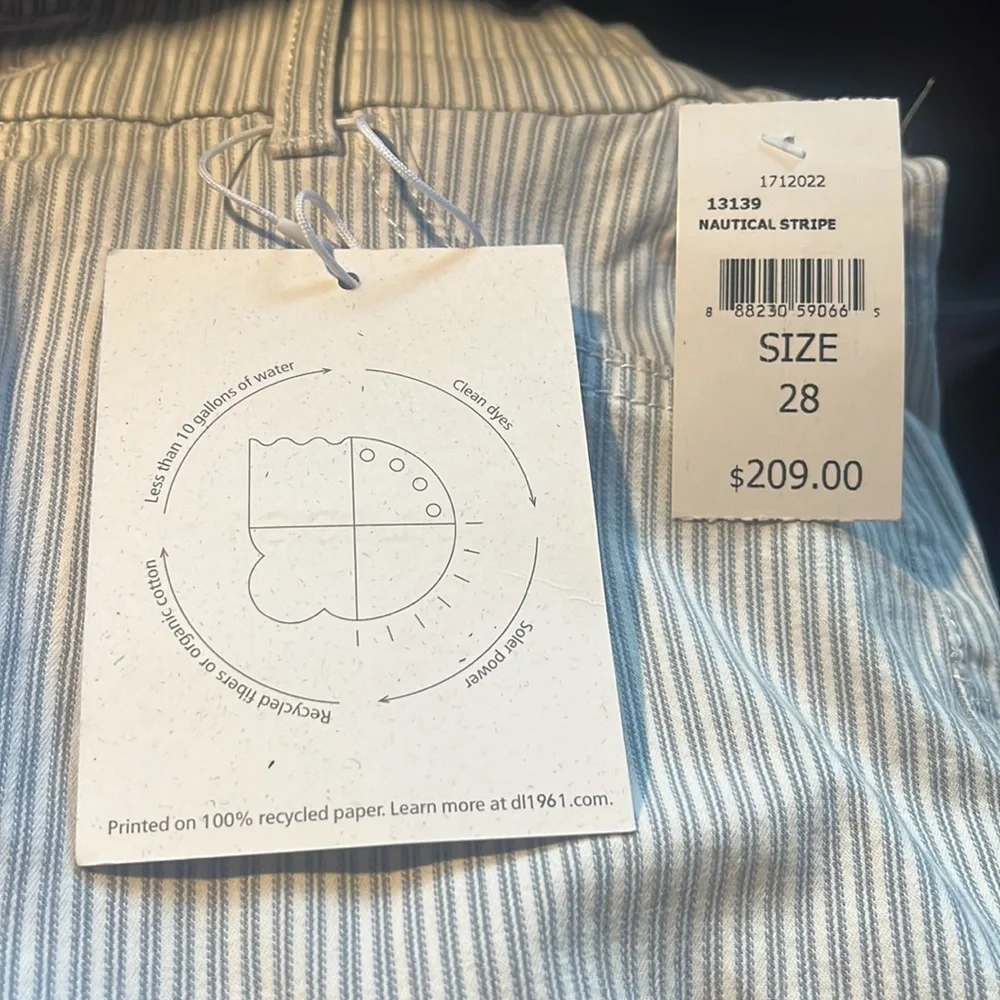 Less than 10 gallons of water
Clean dyes
Soler power
Recycled fibers or organic cotton
Printed on 100% recycled paper. Learn more at dl1961.com.
1712022
13139
NAUTICAL STRIPE
8 88230 59066 5
SIZE
28
$209.00